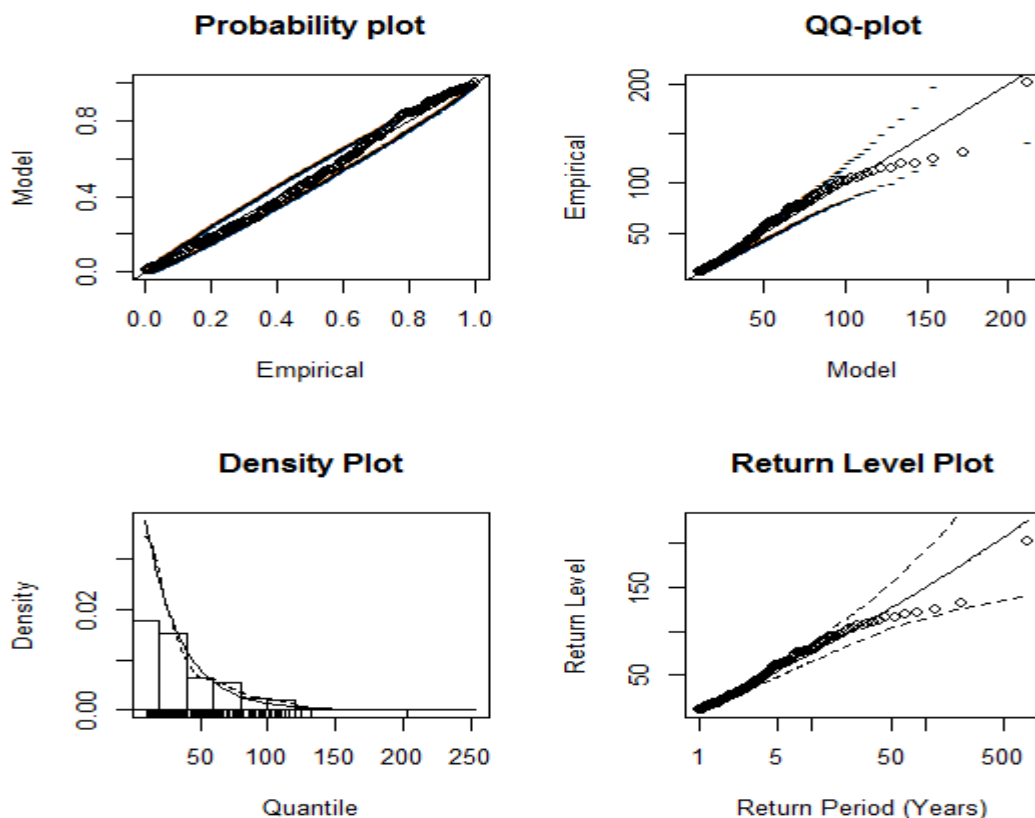 Probability plot
Model
0.0 0.4 0.8
0.0 0.2 0.4 0.6 0.8 1.0
Empirical
QQ-plot
Empirical
50 100 200
50 100 150 200
Model
Density Plot
Density
0.00 0.02
50 100 150 200 250
Quantile
Return Level Plot
Return Level
50 150
1 5 50 500
Return Period (Years)